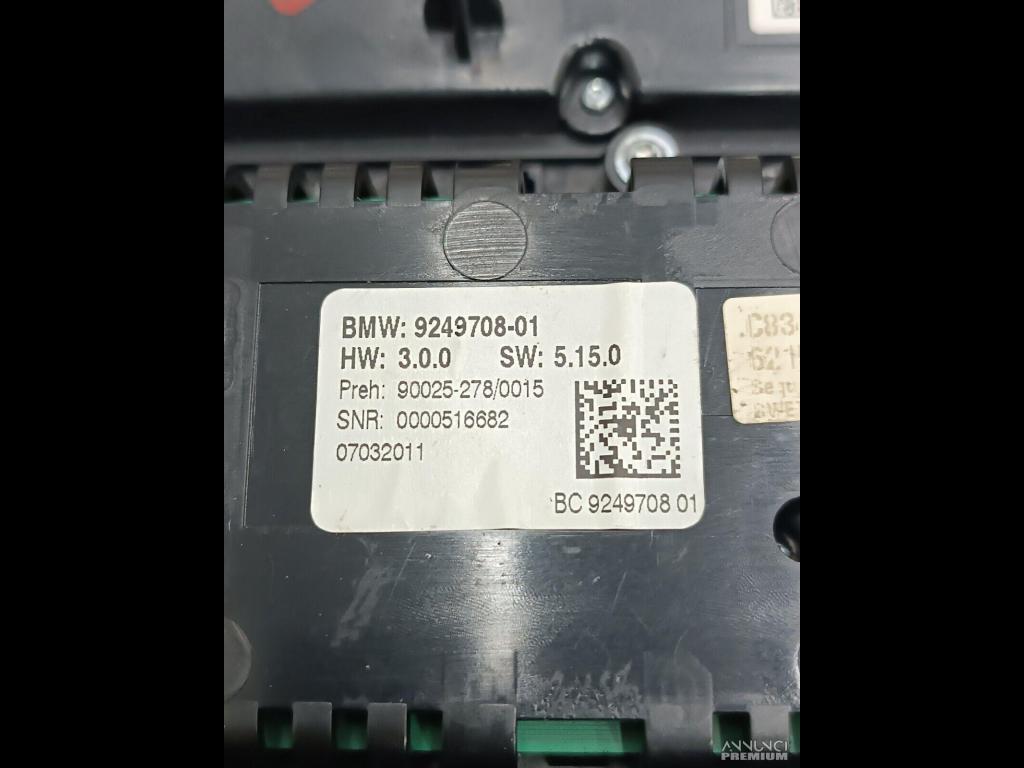 BMW: 9249708-01
HW: 3.0.0 SW: 5.15.0
Preh: 90025-278/0015
SNR: 0000516682
07032011
BC 9249708 01
ANNUNCI
PREMIUM